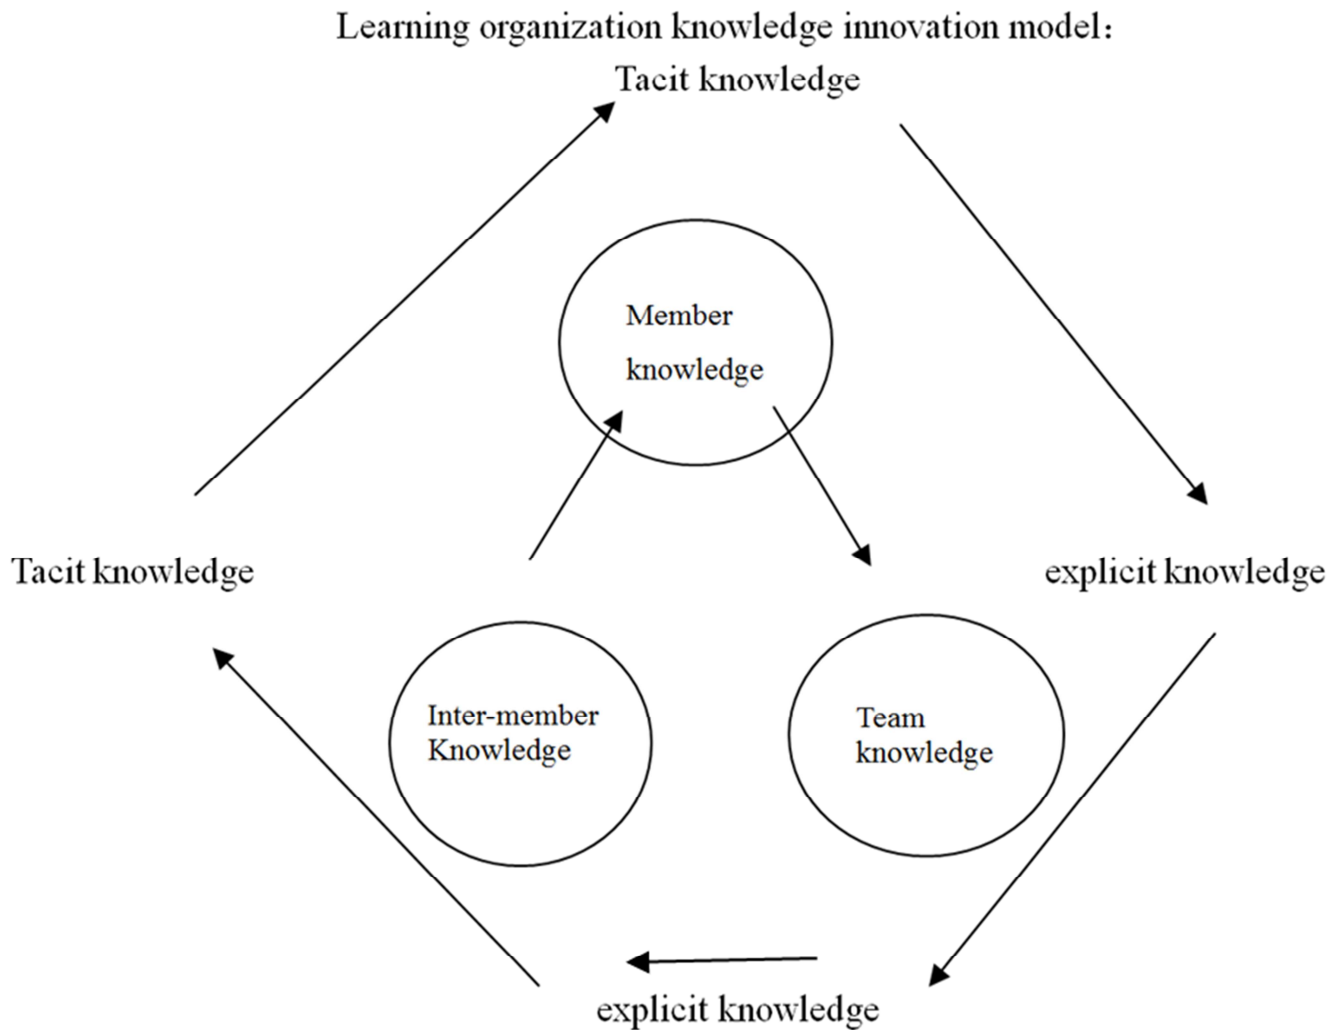 Learning organization knowledge innovation model:
Tacit knowledge
Member
knowledge
Tacit knowledge
explicit knowledge
Inter-member
Knowledge
Team
knowledge
explicit knowledge